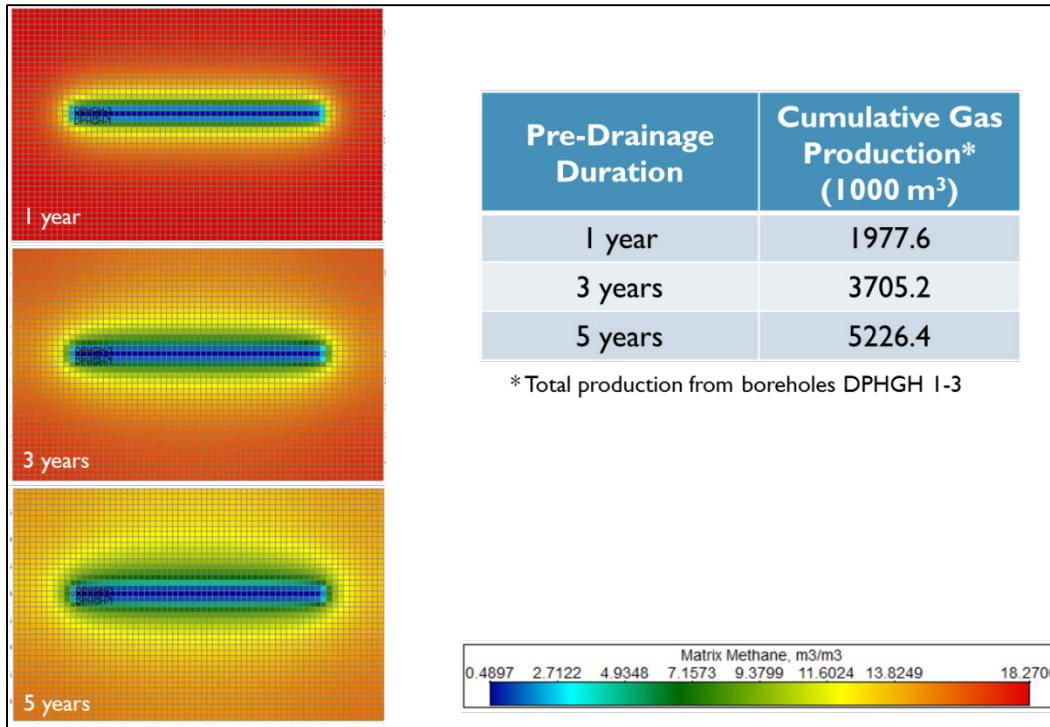 1 year
3 years
5 years
Pre-Drainage
Duration
Cumulative Gas
Production*
(1000 m³)
1 year
1977.6
3 years
3705.2
5 years
5226.4
* Total production from boreholes DPHGH 1-3
Matrix Methane, m3/m3
0.4897 2.7122 4.9348 7.1573 9.3799 11.6024 13.8249 18.2700